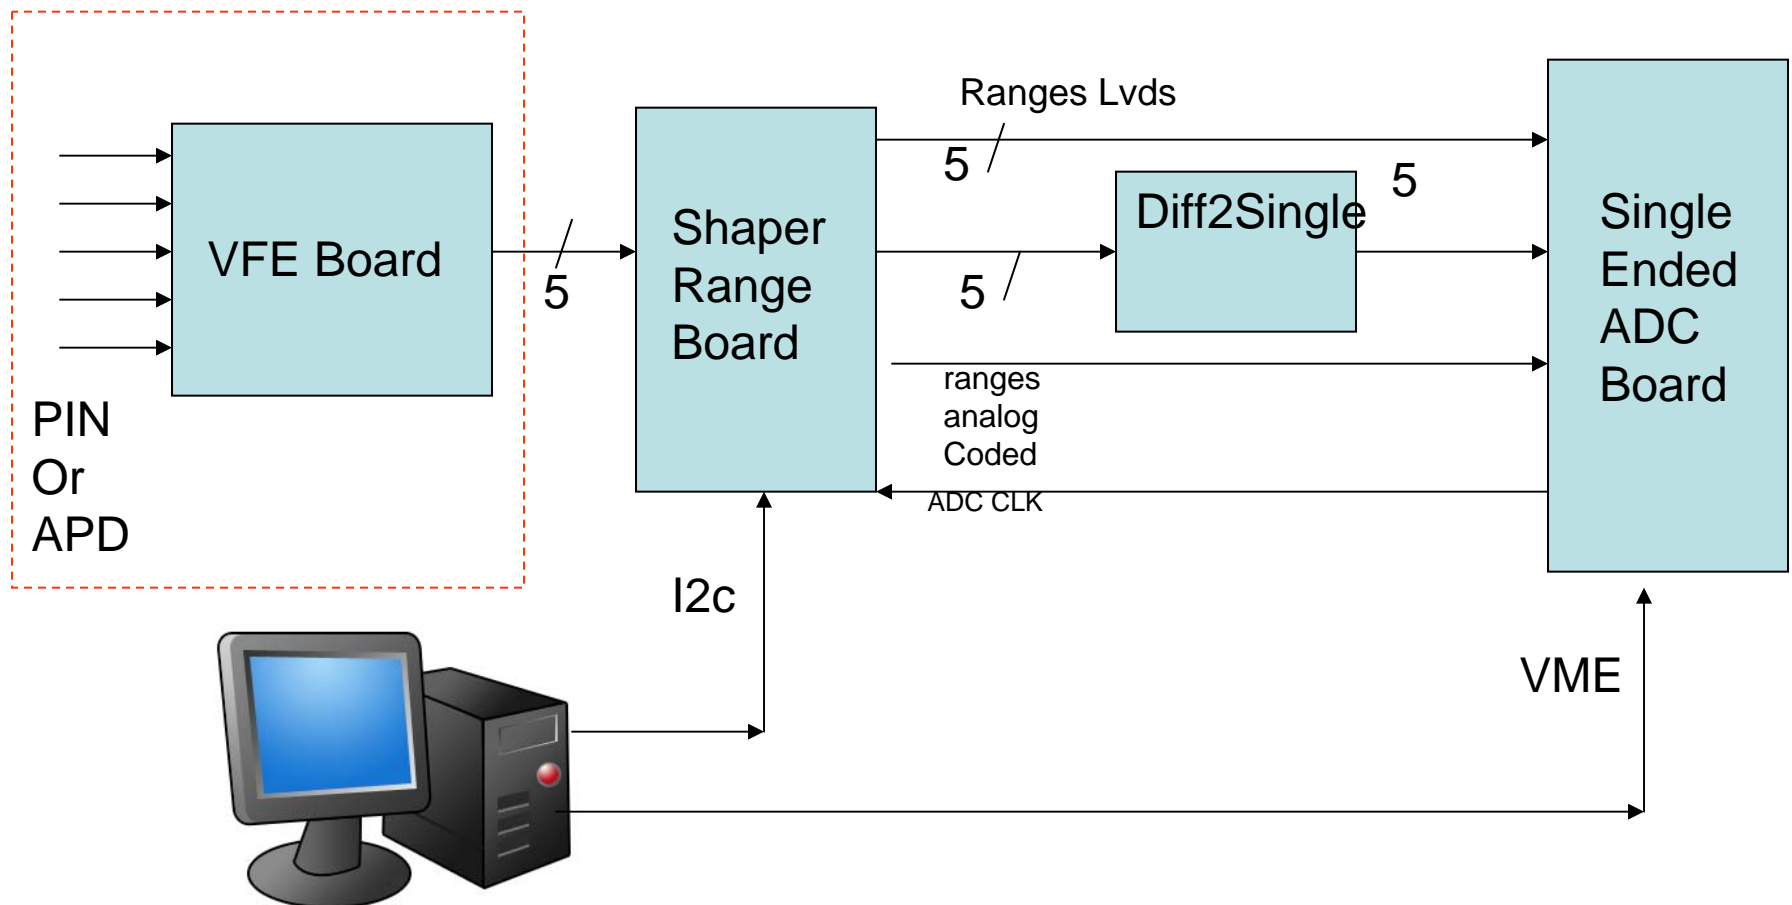 Ranges Lvds
5
5
VFE Board
5
Shaper
Range
Board
Diff2Single
5
Single
Ended
ADC
Board
ranges
analog
Coded
ADC CLK
PIN
Or
APD
I2c
VME